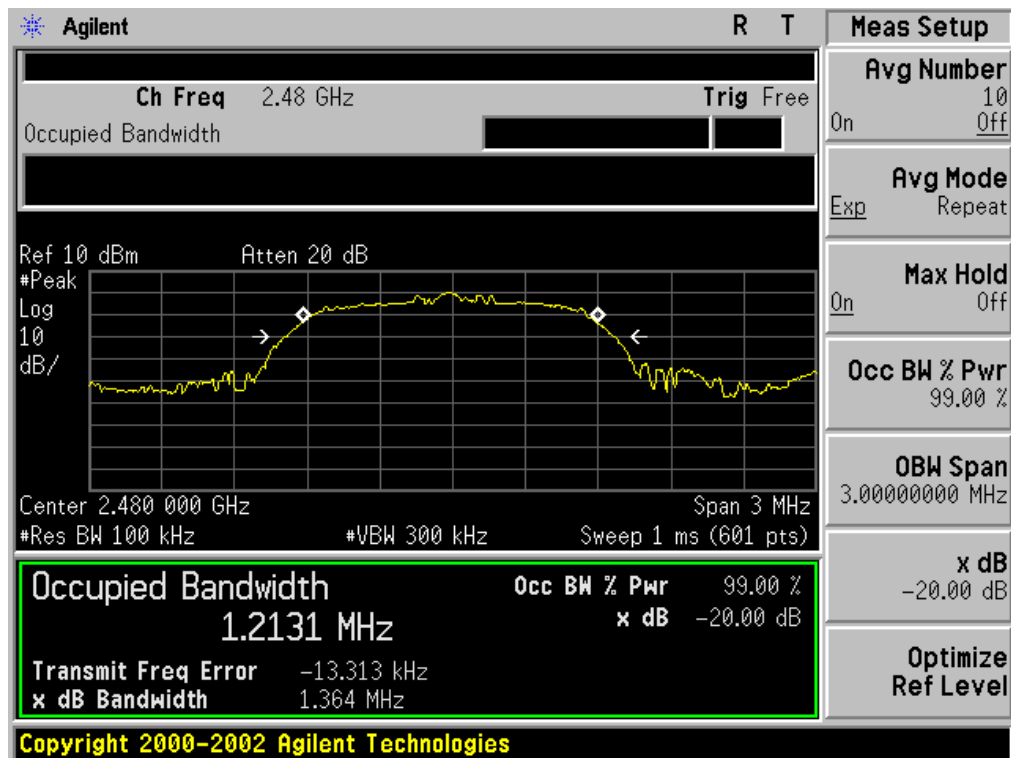 Agilent R T
Ch Freq 2.48 GHz Trig Free
Occupied Bandwidth
Ref 10 dBm Atten 20 dB
#Peak
Log
10
dB/
Center 2.480 000 GHz Span 3 MHz
#Res BW 100 kHz #VBW 300 kHz Sweep 1 ms (601 pts)
Occupied Bandwidth Occ BW % Pwr 99.00 %
1.2131 MHz x dB -20.00 dB
Transmit Freq Error -13.313 kHz
x dB Bandwidth 1.364 MHz
Copyright 2000-2002 Agilent Technologies
Meas Setup
Avg Number
10
On Off
Avg Mode
Exp Repeat
Max Hold
On Off
Occ BW % Pwr
99.00 %
OBW Span
3.00000000 MHz
x dB
-20.00 dB
Optimize
Ref Level